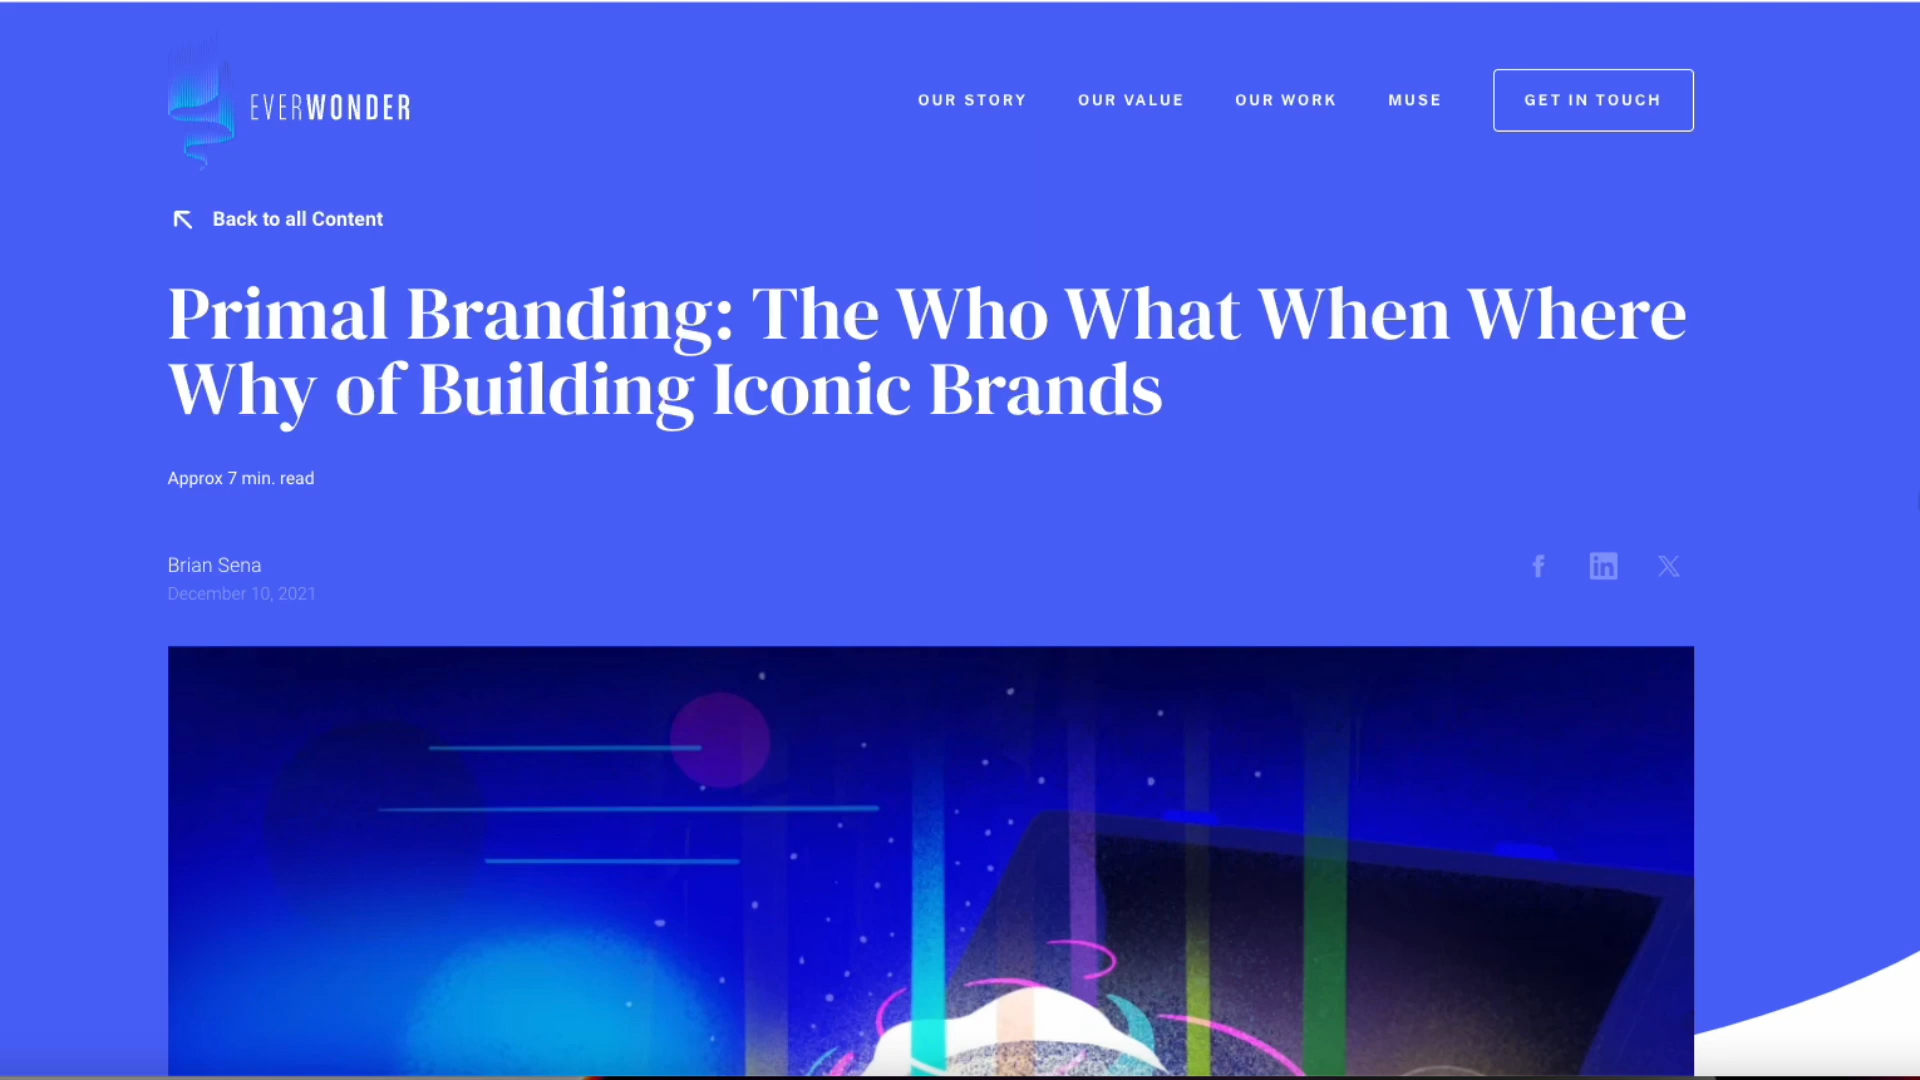 EVERWONDER
OUR STORY
OUR VALUE
OUR WORK
MUSE
GET IN TOUCH
Back to all Content
Primal Branding: The Who What When Where
Why of Building Iconic Brands
Approx 7 min. read
Brian Sena
December 10, 2021